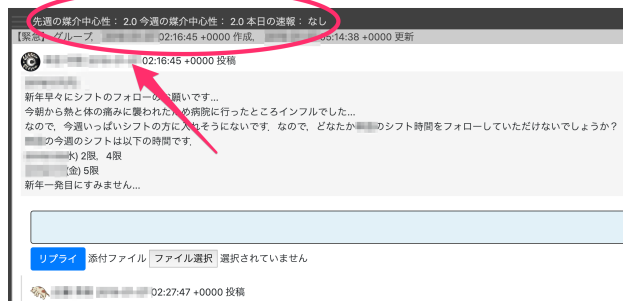 先週の媒介中心性： 2.0 今週の媒介中心性： 2.0 本日の速報： なし
【緊急】グループ, 02:16:45 +0000 作成, 05:14:38 +0000 更新
02:16:45 +0000 投稿
新年早々にシフトのフォローのお願いです...
今朝から熱と体の痛みに襲われたため病院に行ったところインフルでした...
なので，今週いっぱいシフトの方に入れそうにないです．なので，どなたか のシフト時間をフォローしていただけないでしょうか？
の今週のシフトは以下の時間です．
水) 2限，4限
(金) 5限
新年一発目にすみません...
リプライ 添付ファイル ファイル選択 選択されていません
02:27:47 +0000 投稿